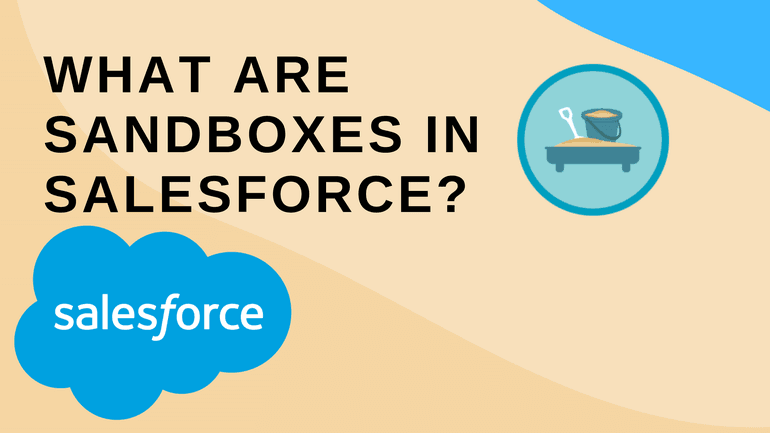 WHAT ARE
SANDBOXES IN
SALESFORCE?
salesforce